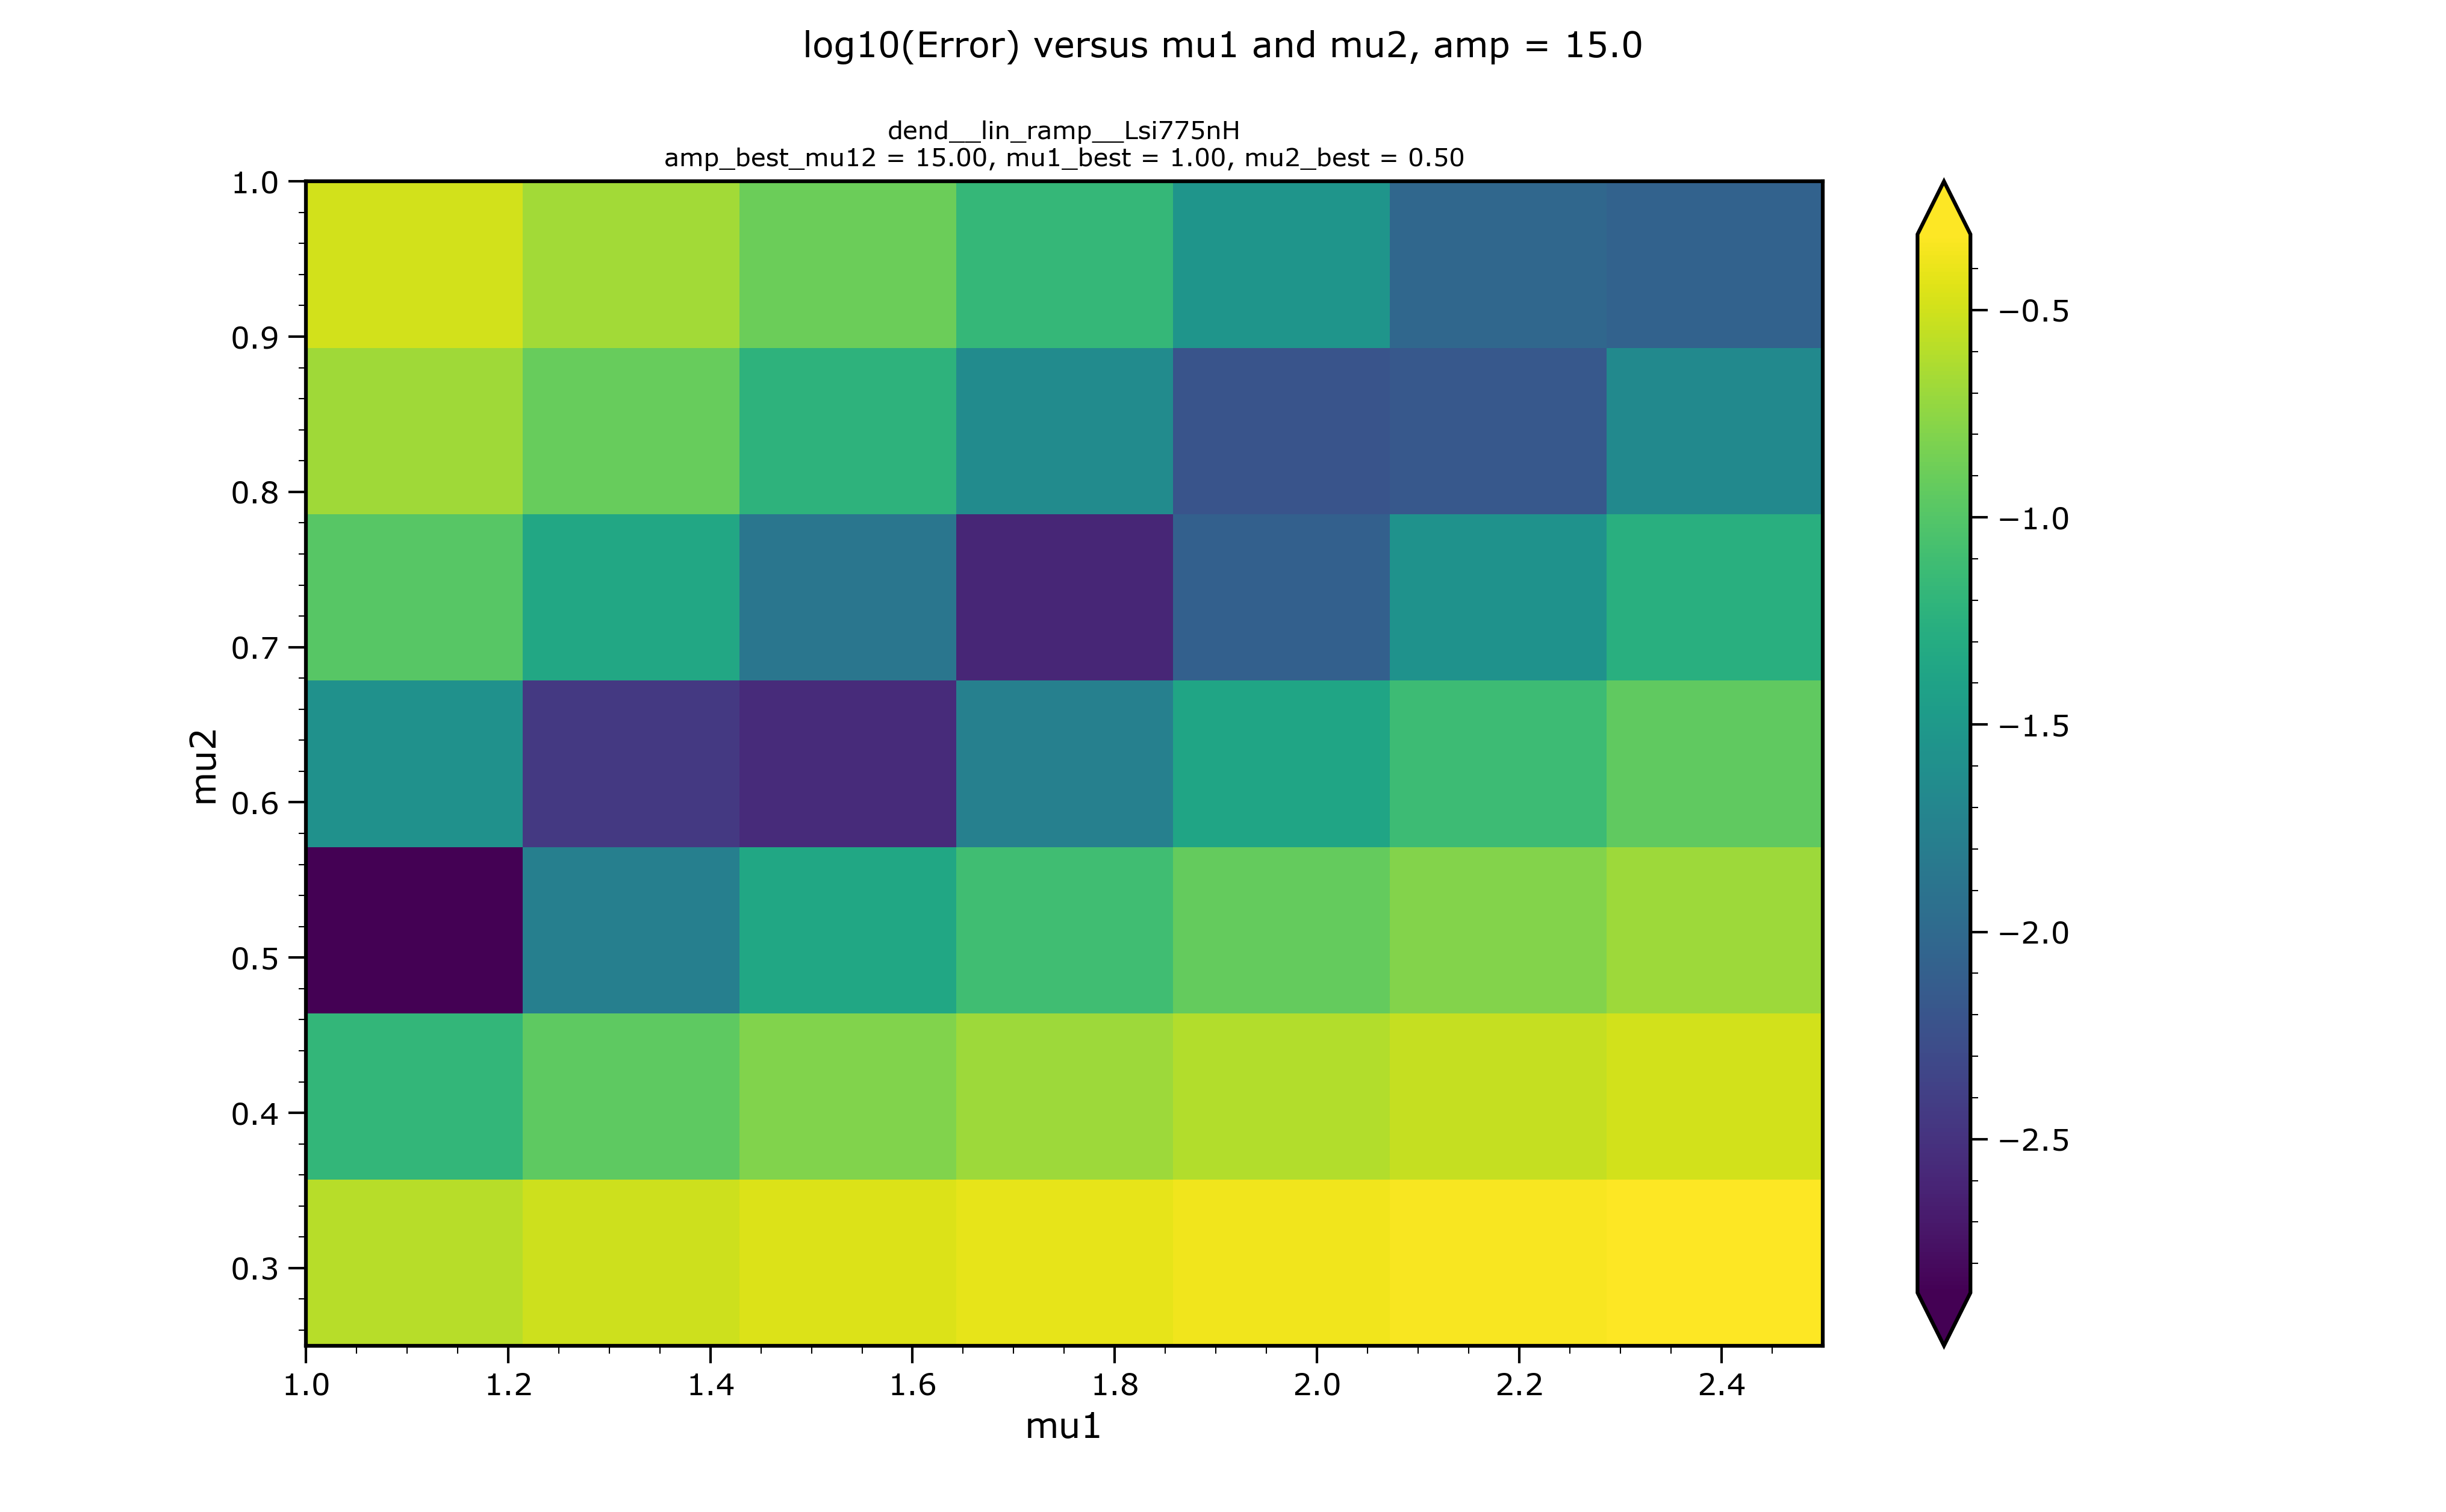 log10(Error) versus mu1 and mu2, amp = 15.0
dend__lin_ramp__Lsi775nH
amp_best_mu12 = 15.00, mu1_best = 1.00, mu2_best = 0.50
1.0
0.9
0.8
0.7
0.6
0.5
0.4
0.3
mu2
1.0 1.2 1.4 1.6 1.8 2.0 2.2 2.4
mu1
−0.5
−1.0
−1.5
−2.0
−2.5